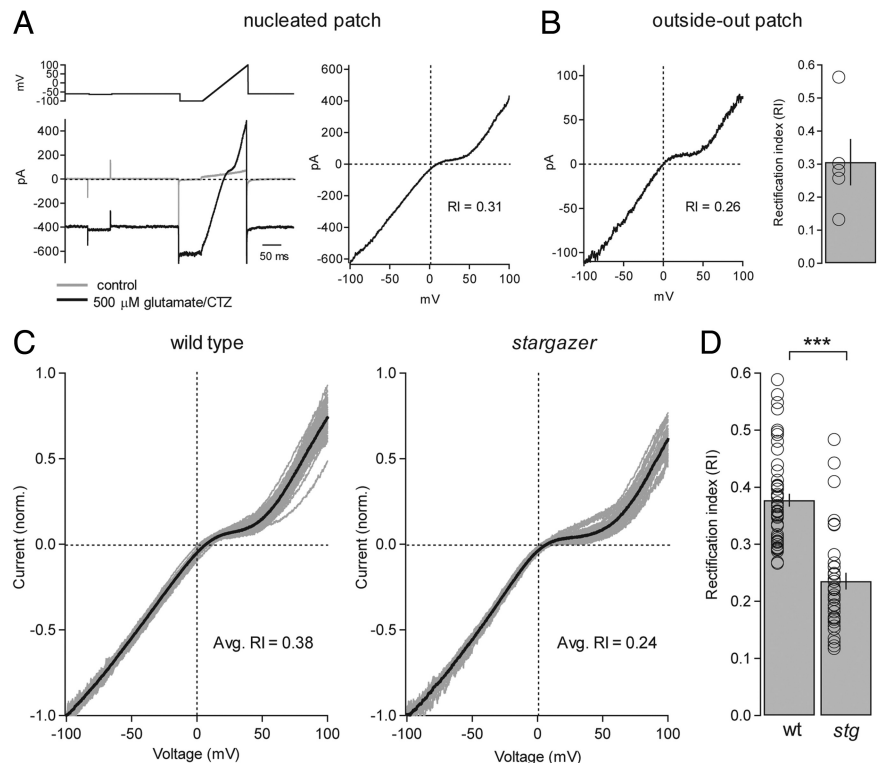 A
nucleated patch
100
50
-50
-100
mV
400
200
0
-200
-400
-600
pA
50 ms
control
500 μM glutamate/CTZ
600
400
200
0
-200
-400
-600
pA
RI = 0.31
-100
-50
0
50
100
mV
B
outside-out patch
100
50
0
-50
-100
pA
RI = 0.26
-100
-50
0
50
100
mV
0.6
0.5
0.4
0.3
0.2
0.1
0.0
Rectification index (RI)
C
wild type
1.0
0.5
0.0
-0.5
-1.0
Current (norm.)
Avg. RI = 0.38
-100
-50
0
50
100
Voltage (mV)
stargazer
1.0
0.5
0.0
-0.5
-1.0
Current (norm.)
Avg. RI = 0.24
-100
-50
0
50
100
Voltage (mV)
D
***
0.6
0.5
0.4
0.3
0.2
0.1
0.0
Rectification index (RI)
wt
stg